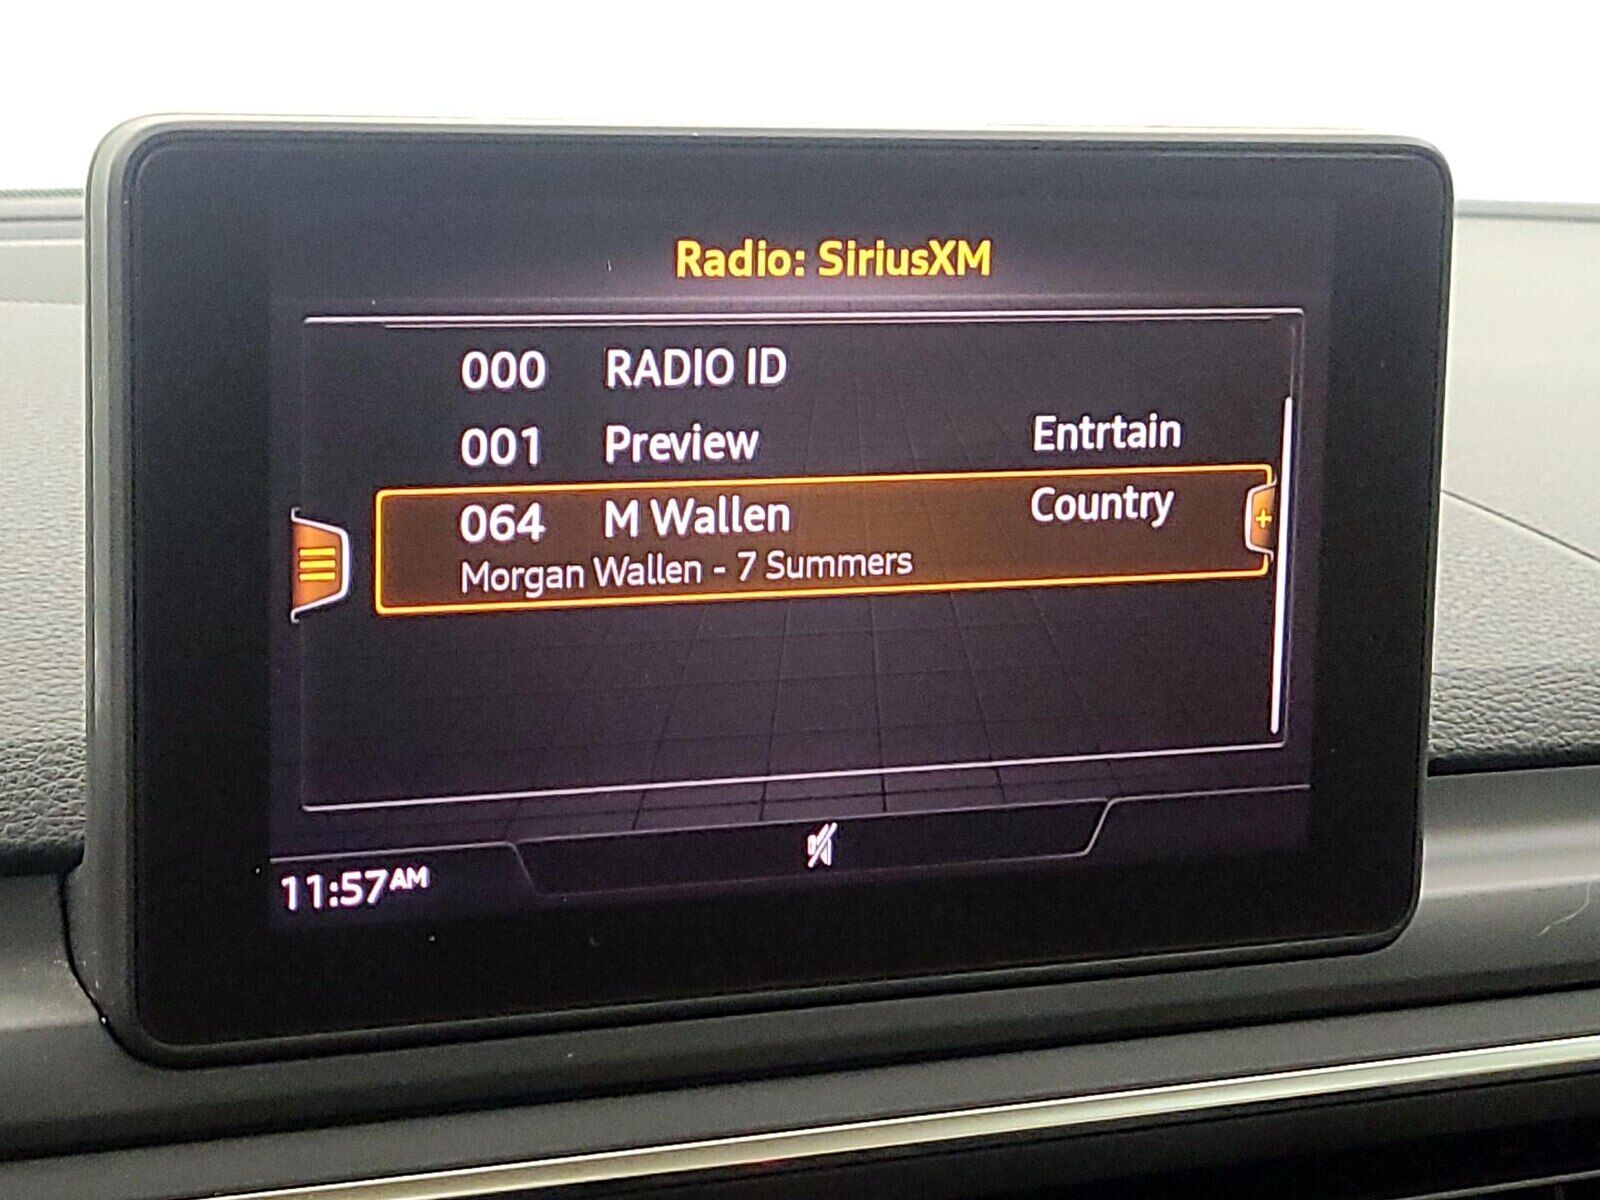 Radio: SiriusXM
000 RADIO ID
001 Preview Entrtain
064 M Wallen Country
Morgan Wallen - 7 Summers
11:57AM